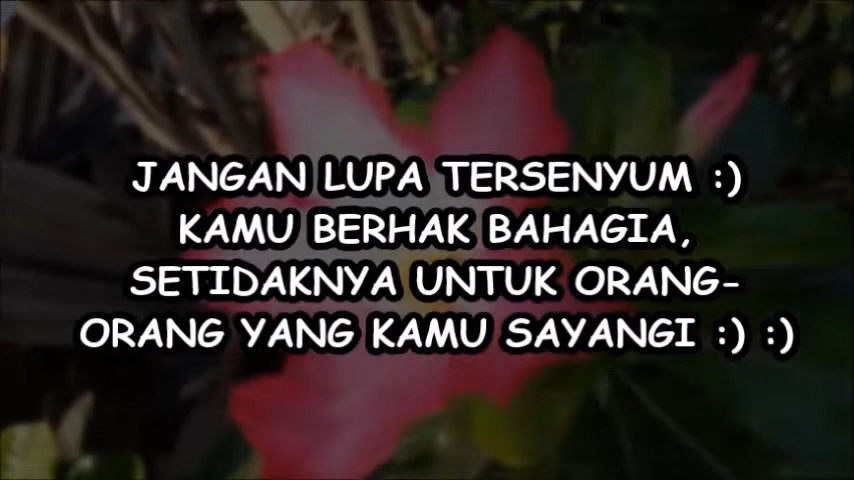 JANGAN LUPA TERSENYUM :)
KAMU BERHAK BAHAGIA,
SETIDAKNYA UNTUK ORANG-
ORANG YANG KAMU SAYANGI :) :)